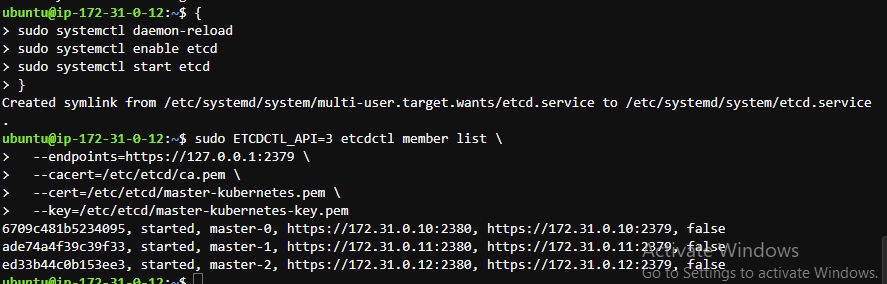 ubuntu@ip-172-31-0-12:~$ {
> sudo systemctl daemon-reload
> sudo systemctl enable etcd
> sudo systemctl start etcd
> }
Created symlink from /etc/systemd/system/multi-user.target.wants/etcd.service to /etc/systemd/system/etcd.service
.
ubuntu@ip-172-31-0-12:~$ sudo ETCDCTL_API=3 etcdctl member list \
>   --endpoints=https://127.0.0.1:2379 \
>   --cacert=/etc/etcd/ca.pem \
>   --cert=/etc/etcd/master-kubernetes.pem \
>   --key=/etc/etcd/master-kubernetes-key.pem
6709c481b5234095, started, master-0, https://172.31.0.10:2380, https://172.31.0.10:2379, false
ade74a4f39c39f33, started, master-1, https://172.31.0.11:2380, https://172.31.0.11:2379, false
ed33b44c0b153ee3, started, master-2, https://172.31.0.12:2380, https://172.31.0.12:2379, false
ubuntu@ip-172-31-0-12:~$
Activate Windows
Go to Settings to activate Windows.